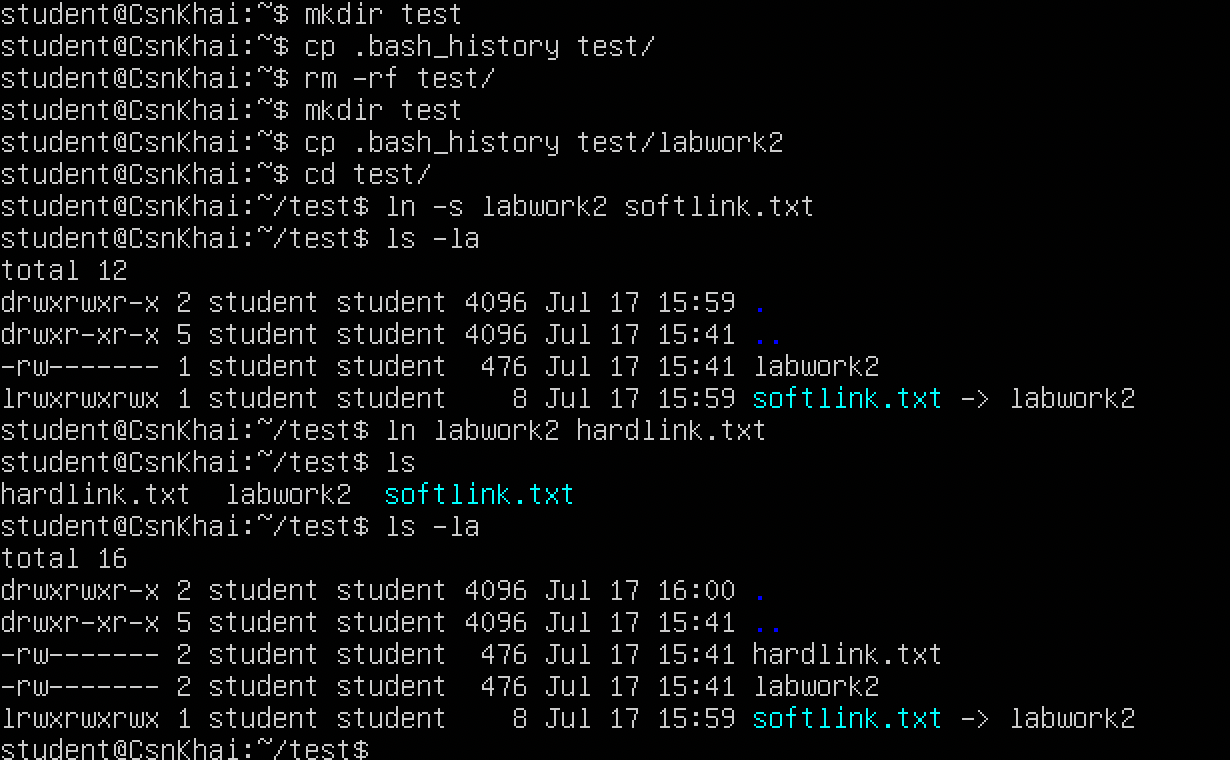 student@CsnKhai:~$ mkdir test
student@CsnKhai:~$ cp .bash_history test/
student@CsnKhai:~$ rm -rf test/
student@CsnKhai:~$ mkdir test
student@CsnKhai:~$ cp .bash_history test/labwork2
student@CsnKhai:~$ cd test/
student@CsnKhai:~/test$ ln -s labwork2 softlink.txt
student@CsnKhai:~/test$ ls -la
total 12
drwxrwxr-x 2 student student 4096 Jul 17 15:59 .
drwxr-xr-x 5 student student 4096 Jul 17 15:41 ..
-rw------- 1 student student  476 Jul 17 15:41 labwork2
lrwxrwxrwx 1 student student    8 Jul 17 15:59 softlink.txt -> labwork2
student@CsnKhai:~/test$ ln labwork2 hardlink.txt
student@CsnKhai:~/test$ ls
hardlink.txt  labwork2  softlink.txt
student@CsnKhai:~/test$ ls -la
total 16
drwxrwxr-x 2 student student 4096 Jul 17 16:00 .
drwxr-xr-x 5 student student 4096 Jul 17 15:41 ..
-rw------- 2 student student  476 Jul 17 15:41 hardlink.txt
-rw------- 2 student student  476 Jul 17 15:41 labwork2
lrwxrwxrwx 1 student student    8 Jul 17 15:59 softlink.txt -> labwork2
student@CsnKhai:~/test$